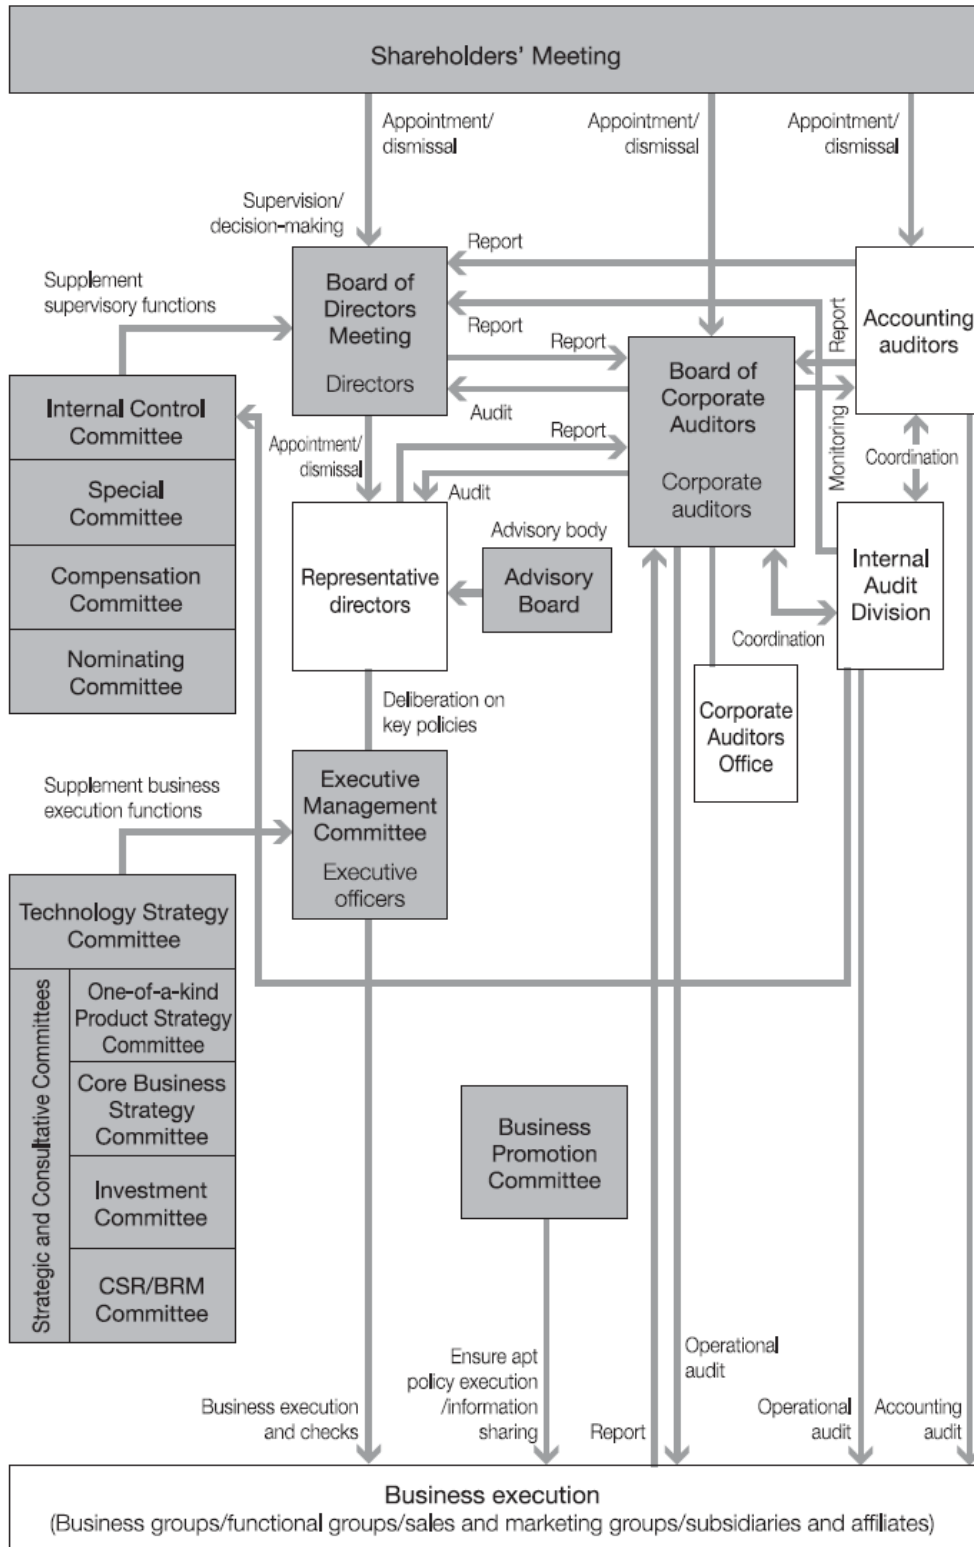 Shareholders' Meeting
Appointment/
dismissal
Appointment/
dismissal
Appointment/
dismissal
Supervision/
decision-making
Report
Supplement
supervisory functions
Board of
Directors
Meeting
Directors
Report
Report
Report
Accounting
auditors
Board of
Corporate
Auditors
Corporate
auditors
Audit
Internal Control
Committee
Appointment/
dismissal
Report
Monitoring
Coordination
Special
Committee
Audit
Advisory body
Compensation
Committee
Representative
directors
Advisory
Board
Internal
Audit
Division
Coordination
Nominating
Committee
Deliberation on
key policies
Corporate
Auditors
Office
Supplement business
execution functions
Executive
Management
Committee
Executive
officers
Technology Strategy
Committee
Strategic and Consultative Committees
One-of-a-kind
Product Strategy
Committee
Core Business
Strategy
Committee
Investment
Committee
CSR/BRM
Committee
Business
Promotion
Committee
Business execution
and checks
Ensure apt
policy execution
/information
sharing
Report
Operational
audit
Operational
audit
Accounting
audit
Business execution
(Business groups/functional groups/sales and marketing groups/subsidiaries and affiliates)